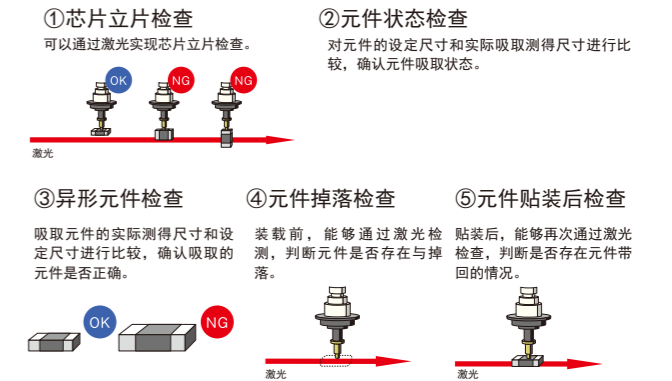 ①芯片立片检查
可以通过激光实现芯片立片检查。
OK
NG
NG
激光
②元件状态检查
对元件的设定尺寸和实际吸取测得尺寸进行比
较，确认元件吸取状态。
③异形元件检查
吸取元件的实际测得尺寸和设
定尺寸进行比较，确认吸取的
元件是否正确。
OK
NG
④元件掉落检查
装载前，能够通过激光检
测，判断元件是否存在与掉
落。
激光
⑤元件贴装后检查
贴装后，能够再次通过激光
检查，判断是否存在元件带
回的情况。
激光